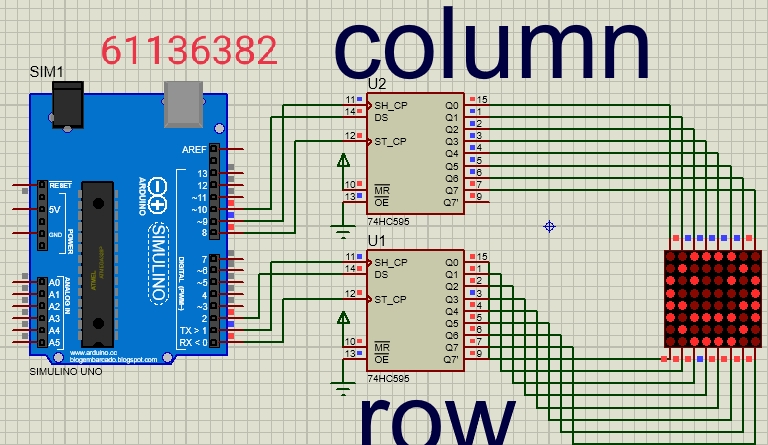 column
61136382
SIM1
RESET
5V
GND
POWER
A0
A1
A2
A3
A4
A5
ANALOG IN
ARDUINO
SIMULINO
AREF
13
12
~11
~10
~9
8
7
~6
~5
4
~3
2
TX > 1
RX < 0
DIGITAL (PWM~)
www.arduino.cc
blogembarcado.blogspot.com
SIMULINO UNO
U2
11 SH_CP Q0 15
14 DS Q1 1
Q2 2
12 ST_CP Q3 3
Q4 4
Q5 5
Q6 6
10 MR Q7 7
13 OE Q7' 9
74HC595
U1
11 SH_CP Q0 15
14 DS Q1 1
Q2 2
12 ST_CP Q3 3
Q4 4
Q5 5
Q6 6
10 MR Q7 7
13 OE Q7' 9
74HC595
row